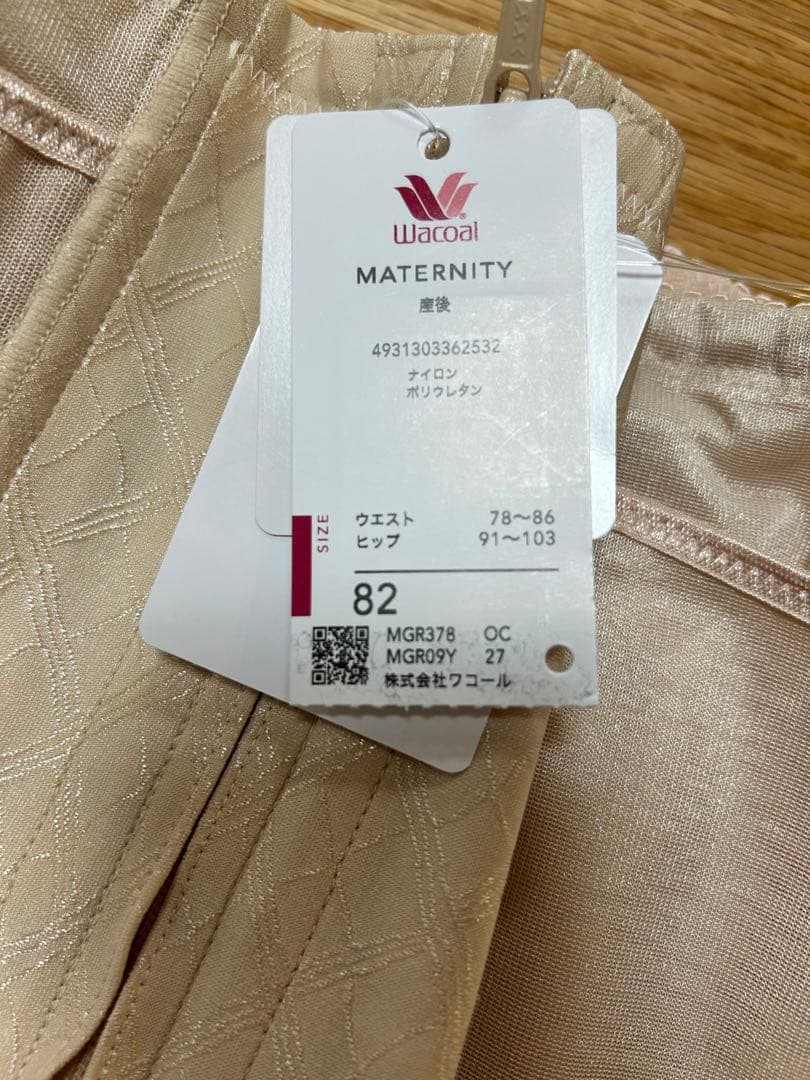 Wacoal
MATERNITY
産後
4931303362532
ナイロン
ポリウレタン
SIZE
ウエスト 78〜86
ヒップ 91〜103
82
MGR378 OC
MGR09Y 27
株式会社ワコール